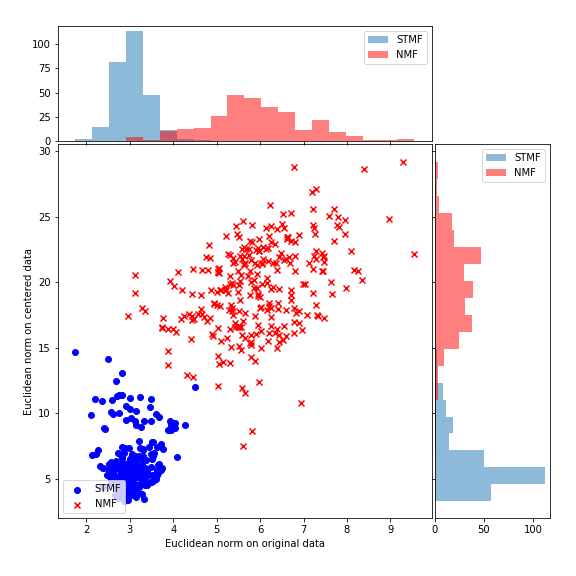 100
75
50
25
0
STMF
NMF
30
25
20
15
10
5
Euclidean norm on centered data
STMF
NMF
2 3 4 5 6 7 8 9
Euclidean norm on original data
STMF
NMF
0 50 100